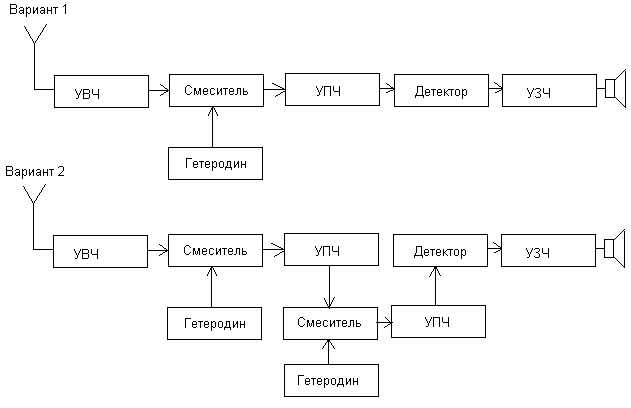 Вариант 1
УВЧ
Смеситель
УПЧ
Детектор
УЗЧ
Гетеродин
Вариант 2
УВЧ
Смеситель
УПЧ
Детектор
УЗЧ
Гетеродин
Смеситель
УПЧ
Гетеродин